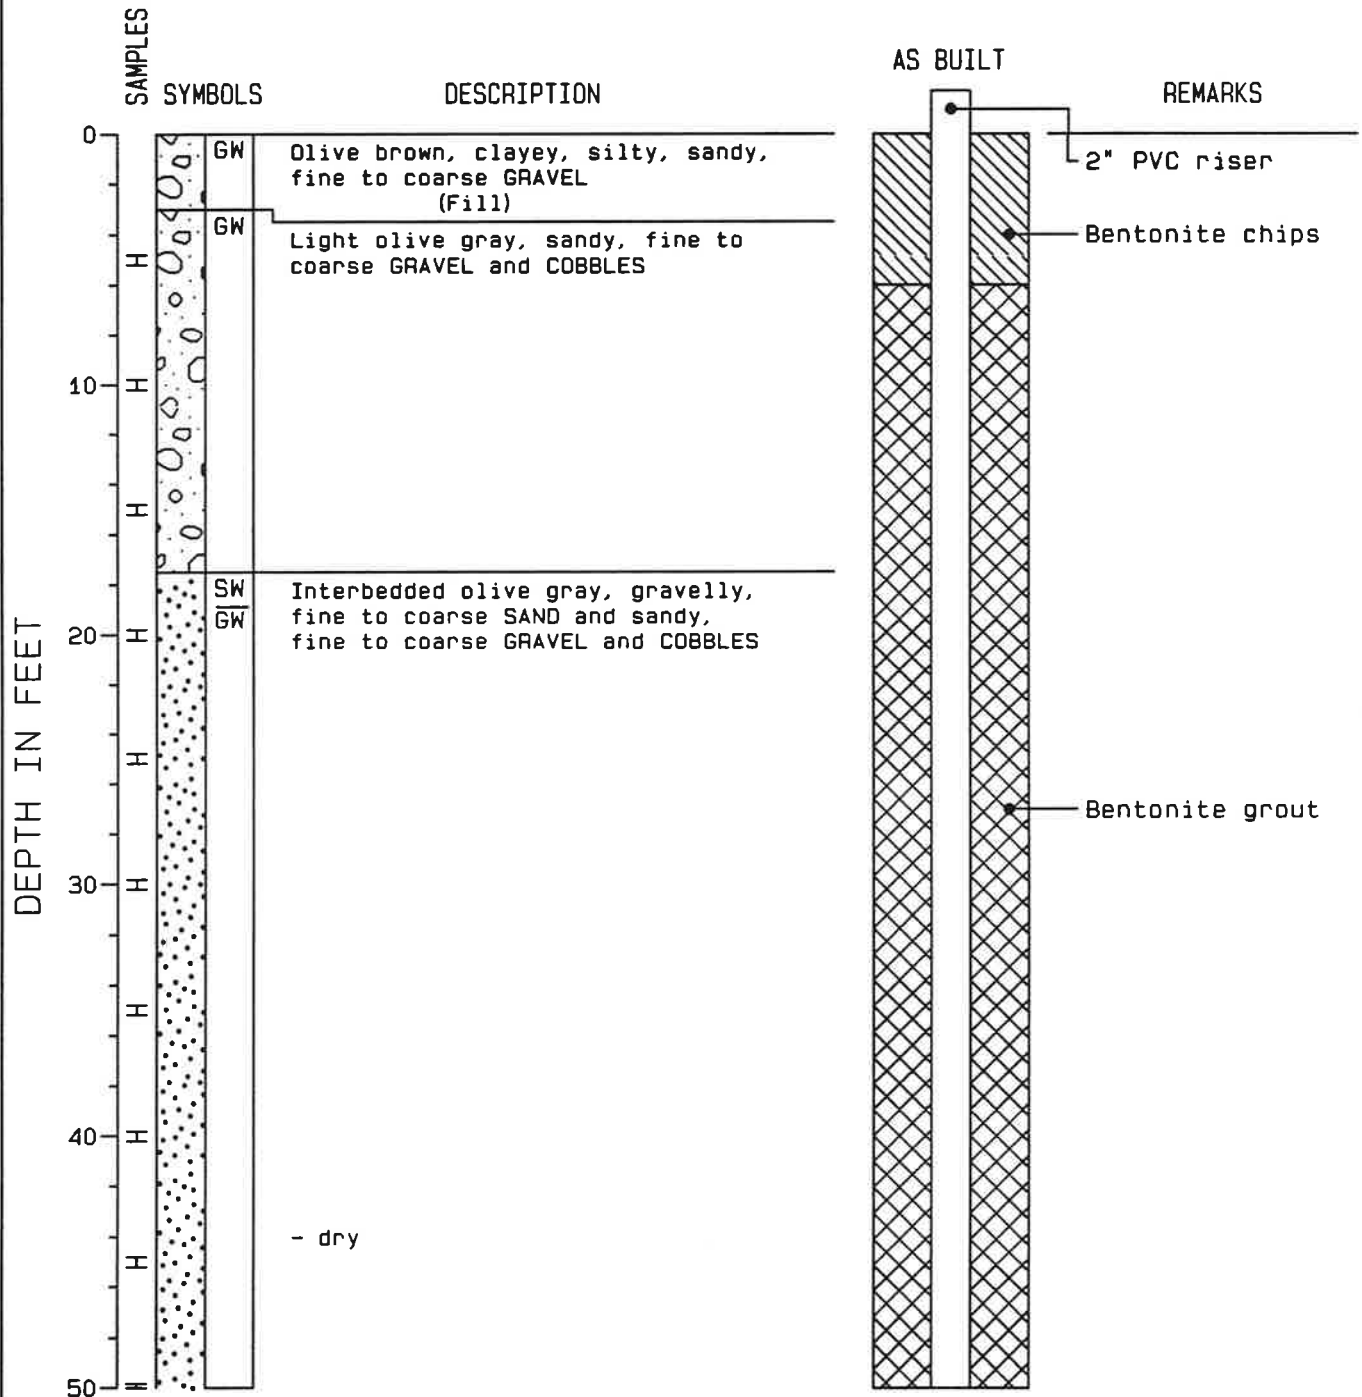 SAMPLES
SYMBOLS
DESCRIPTION
AS BUILT
REMARKS
0
GW
Olive brown, clayey, silty, sandy,
fine to coarse GRAVEL
(Fill)
2" PVC riser
GW
Light olive gray, sandy, fine to
coarse GRAVEL and COBBLES
Bentonite chips
10
SW
GW
Interbedded olive gray, gravelly,
fine to coarse SAND and sandy,
fine to coarse GRAVEL and COBBLES
20
DEPTH IN FEET
Bentonite grout
30
40
- dry
50